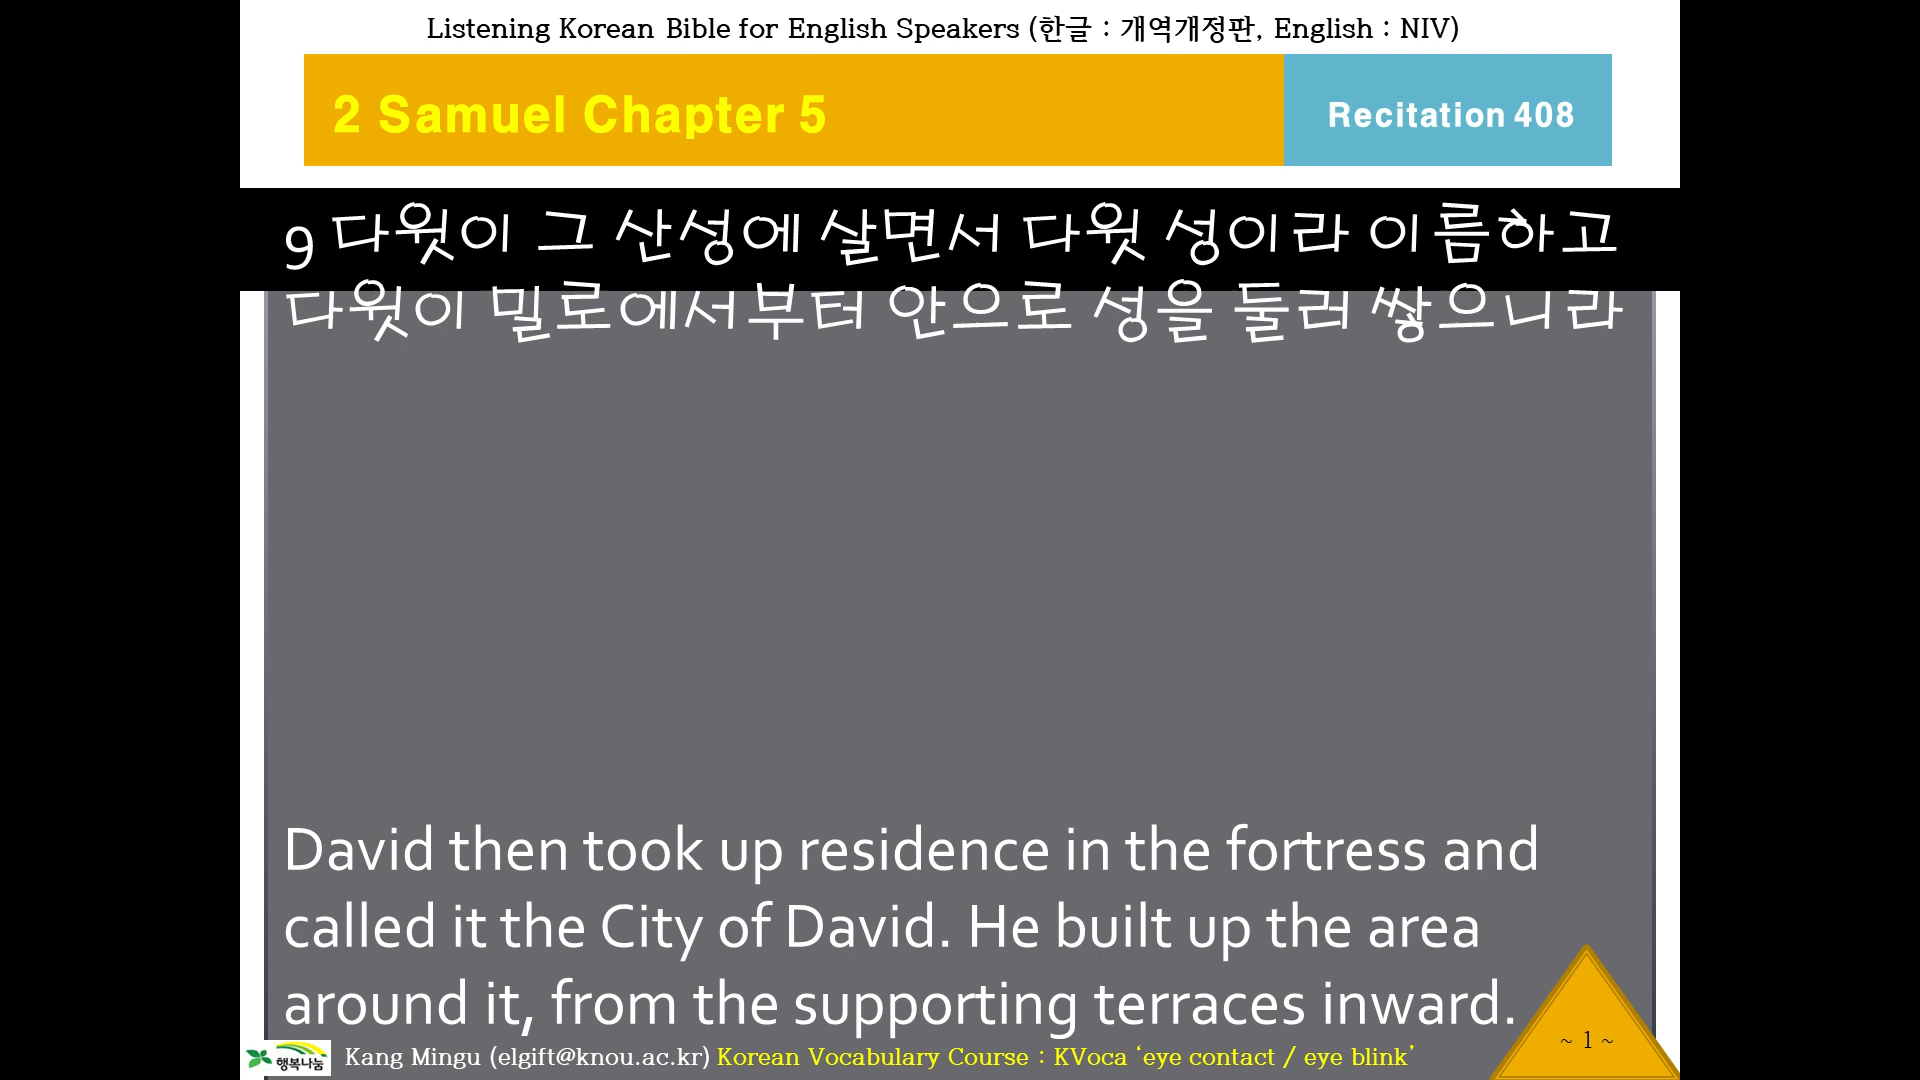 Listening Korean Bible for English Speakers (한글 : 개역개정판, English : NIV)
2 Samuel Chapter 5
Recitation 408
9 다윗이 그 산성에 살면서 다윗 성이라 이름하고
다윗이 밀로에서부터 안으로 성을 둘러 쌓으니라
David then took up residence in the fortress and
called it the City of David. He built up the area
around it, from the supporting terraces inward.
~ 1 ~
행복나눔
Kang Mingu (elgift@knou.ac.kr) Korean Vocabulary Course : KVoca ‘eye contact / eye blink’